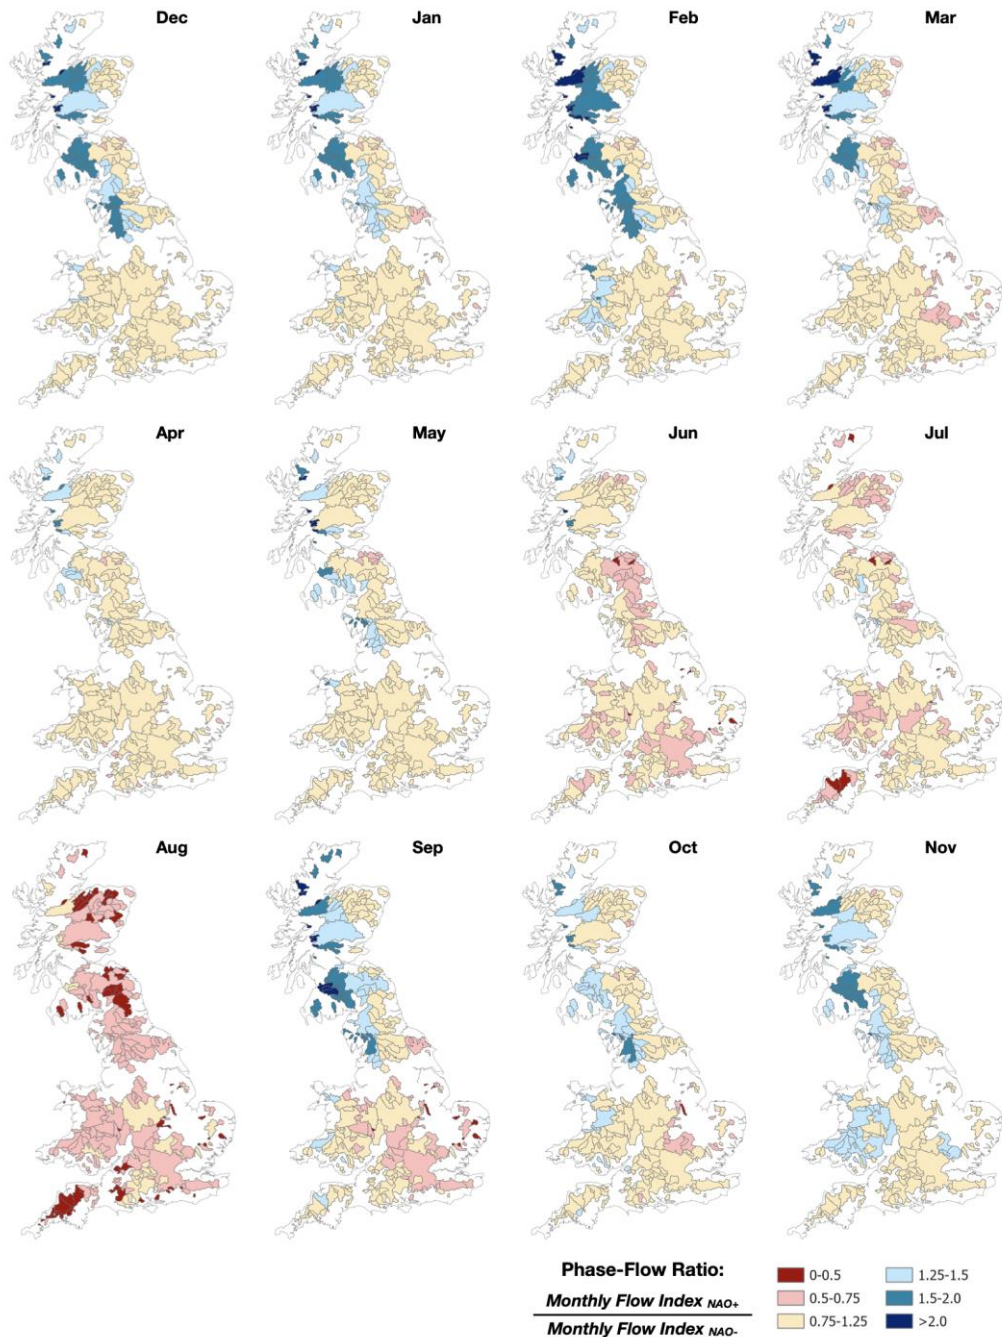 Dec
Jan
Feb
Mar
Apr
May
Jun
Jul
Aug
Sep
Oct
Nov
Phase-Flow Ratio:
Monthly Flow Index NAO+
Monthly Flow Index NAO-
0-0.5
0.5-0.75
0.75-1.25
1.25-1.5
1.5-2.0
>2.0